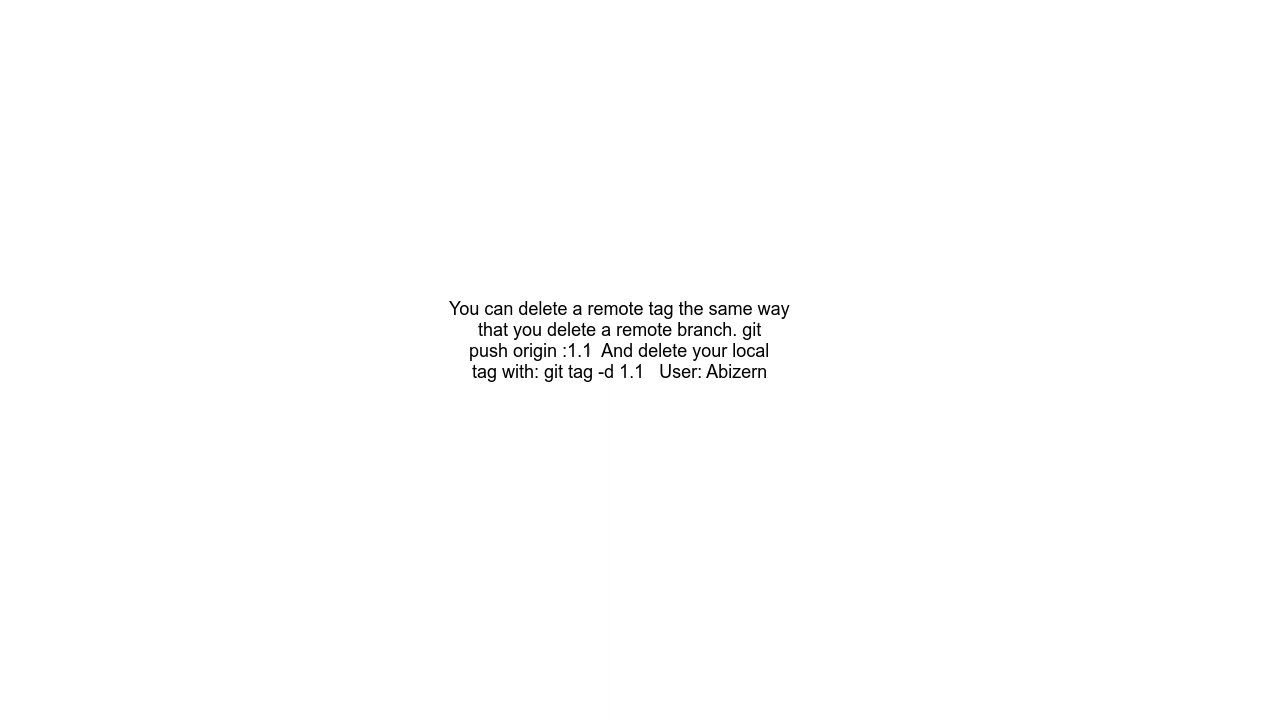 You can delete a remote tag the same way
that you delete a remote branch. git
push origin :1.1  And delete your local
tag with: git tag -d 1.1   User: Abizern